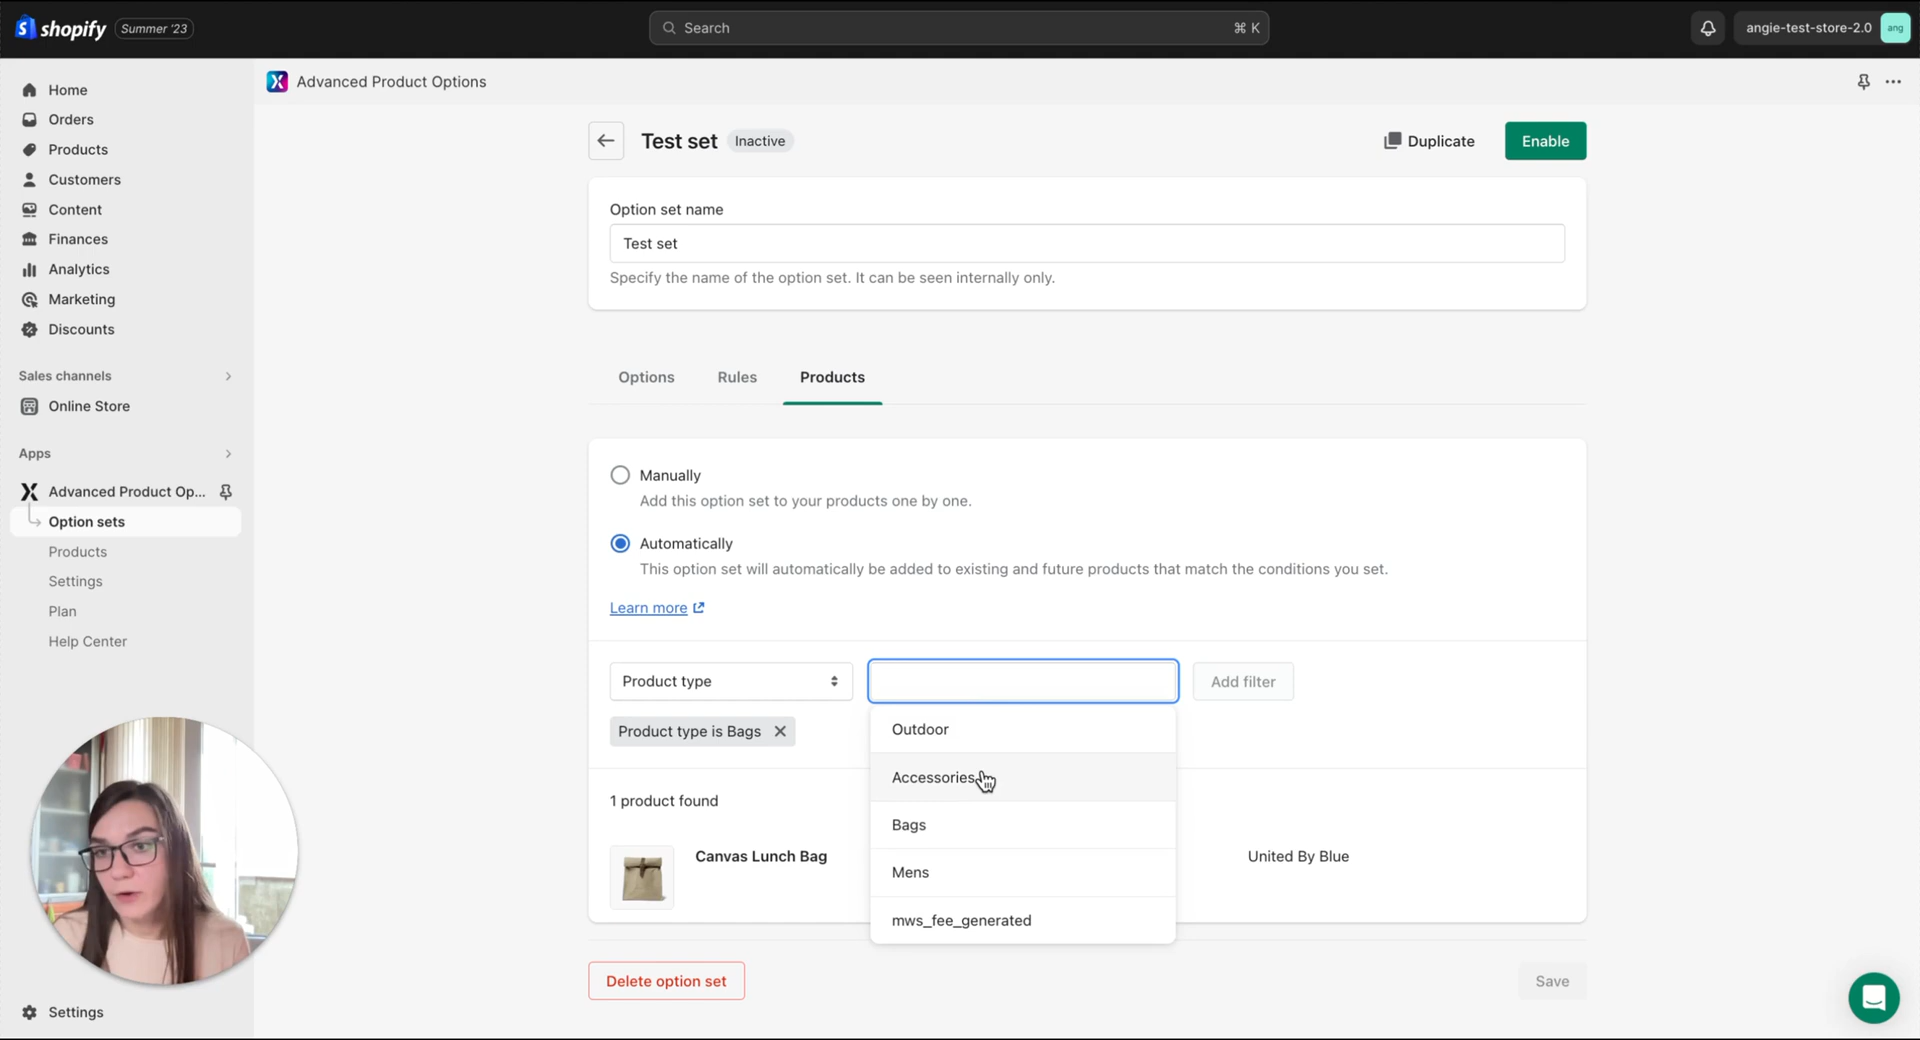 shopify
Summer '23
Search
⌘ K
angie-test-store-2.0
ang
Home
Orders
Products
Customers
Content
Finances
Analytics
Marketing
Discounts
Sales channels
Online Store
Apps
Advanced Product Op...
Option sets
Products
Settings
Plan
Help Center
Settings
Advanced Product Options
Test set
Inactive
Duplicate
Enable
Option set name
Test set
Specify the name of the option set. It can be seen internally only.
Options
Rules
Products
Manually
Add this option set to your products one by one.
Automatically
This option set will automatically be added to existing and future products that match the conditions you set.
Learn more
Product type
Add filter
Product type is Bags
Outdoor
Accessories
Bags
Mens
mws_fee_generated
1 product found
Canvas Lunch Bag
United By Blue
Delete option set
Save